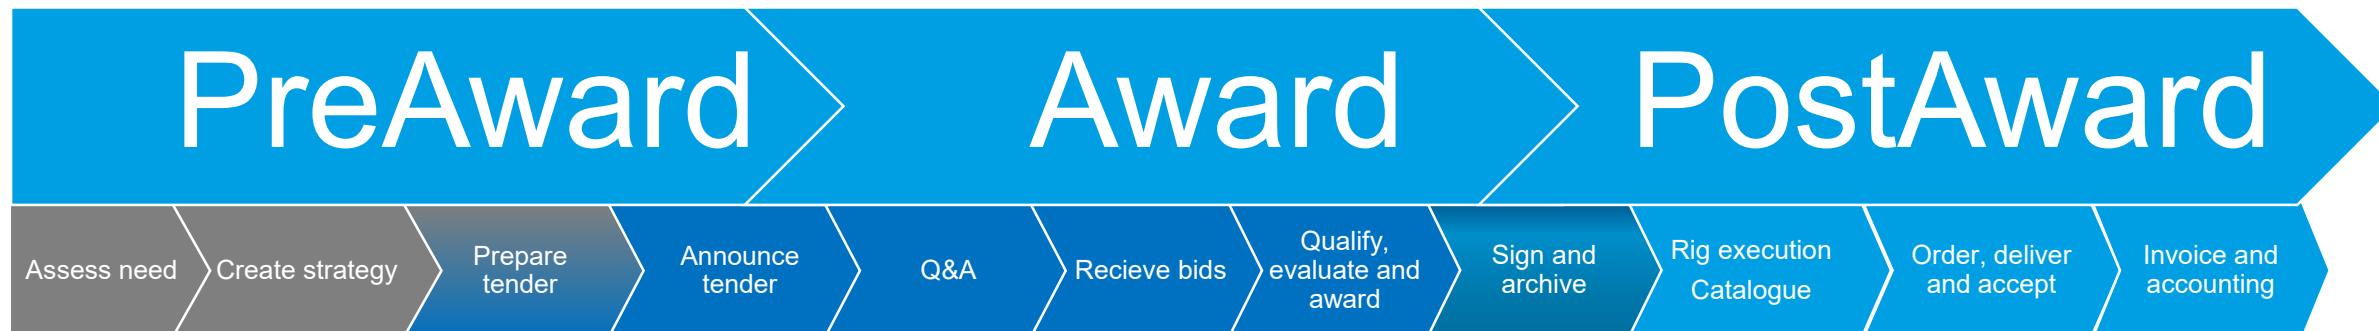 PreAward
Award
PostAward
Assess need
Create strategy
Prepare
tender
Announce
tender
Q&A
Recieve bids
Qualify,
evaluate and
award
Sign and
archive
Rig execution
Catalogue
Order, deliver
and accept
Invoice and
accounting